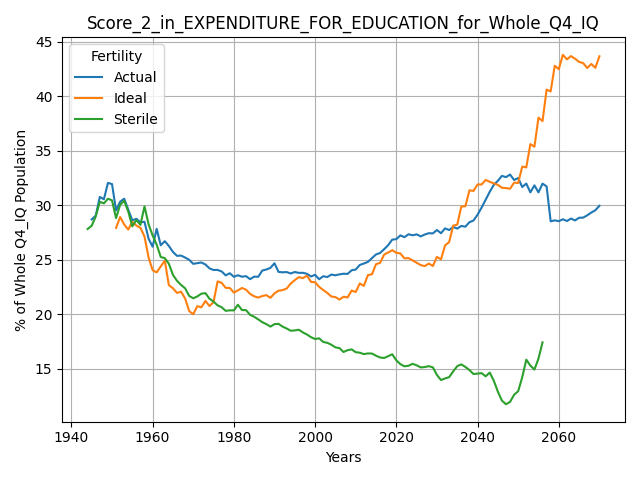 Score_2_in_EXPENDITURE_FOR_EDUCATION_for_Whole_Q4_IQ
Fertility
Actual
Ideal
Sterile
% of Whole Q4_IQ Population
45
40
35
30
25
20
15
1940 1960 1980 2000 2020 2040 2060
Years